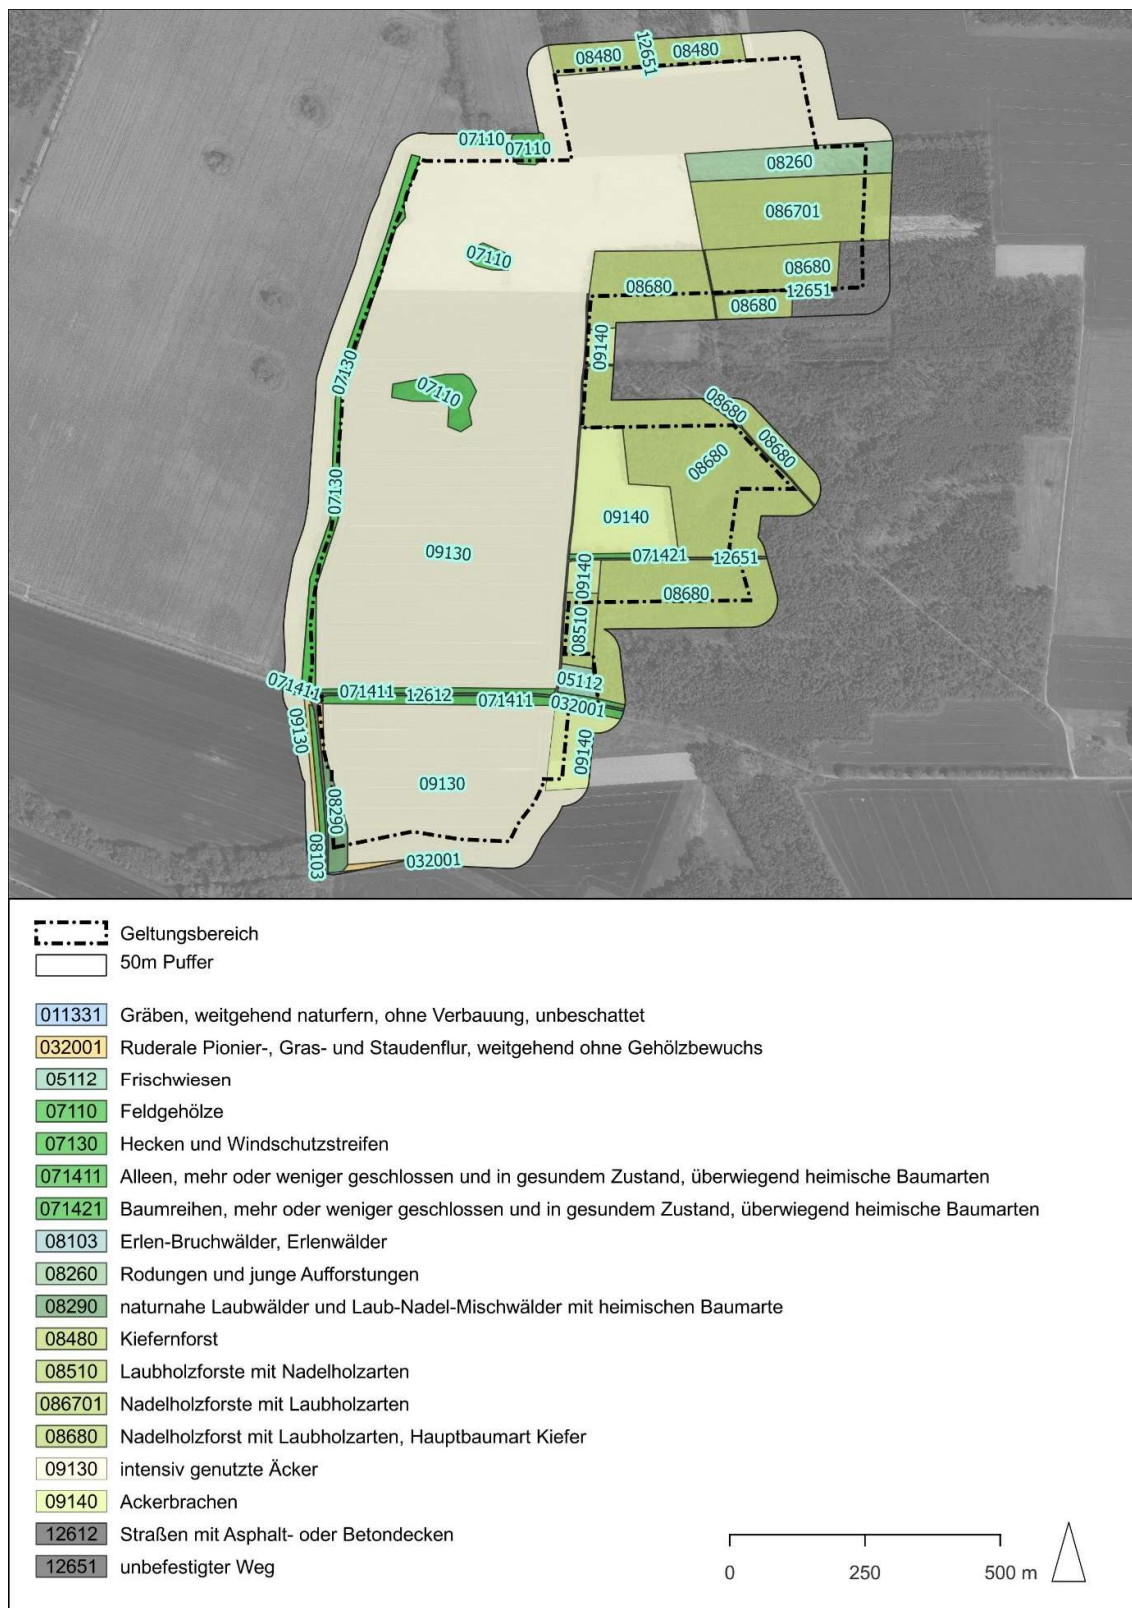 08480
12651
08480
07110
07110
08260
086701
07110
08680
08680
12651
08680
09140
07130
07110
08680
08680
08680
07130
09140
09130
071421
12651
09140
08680
08510
05112
071411
071411
12612
071411
032001
09130
09140
09130
08290
08103
032001
Geltungsbereich
50m Puffer
011331 Gräben, weitgehend naturfern, ohne Verbauung, unbeschattet
032001 Ruderale Pionier-, Gras- und Staudenflur, weitgehend ohne Gehölzbewuchs
05112 Frischwiesen
07110 Feldgehölze
07130 Hecken und Windschutzstreifen
071411 Alleen, mehr oder weniger geschlossen und in gesundem Zustand, überwiegend heimische Baumarten
071421 Baumreihen, mehr oder weniger geschlossen und in gesundem Zustand, überwiegend heimische Baumarten
08103 Erlen-Bruchwälder, Erlenwälder
08260 Rodungen und junge Aufforstungen
08290 naturnahe Laubwälder und Laub-Nadel-Mischwälder mit heimischen Baumarte
08480 Kiefernforst
08510 Laubholzforste mit Nadelholzarten
086701 Nadelholzforste mit Laubholzarten
08680 Nadelholzforst mit Laubholzarten, Hauptbaumart Kiefer
09130 intensiv genutzte Äcker
09140 Ackerbrachen
12612 Straßen mit Asphalt- oder Betondecken
12651 unbefestigter Weg
0 250 500 m